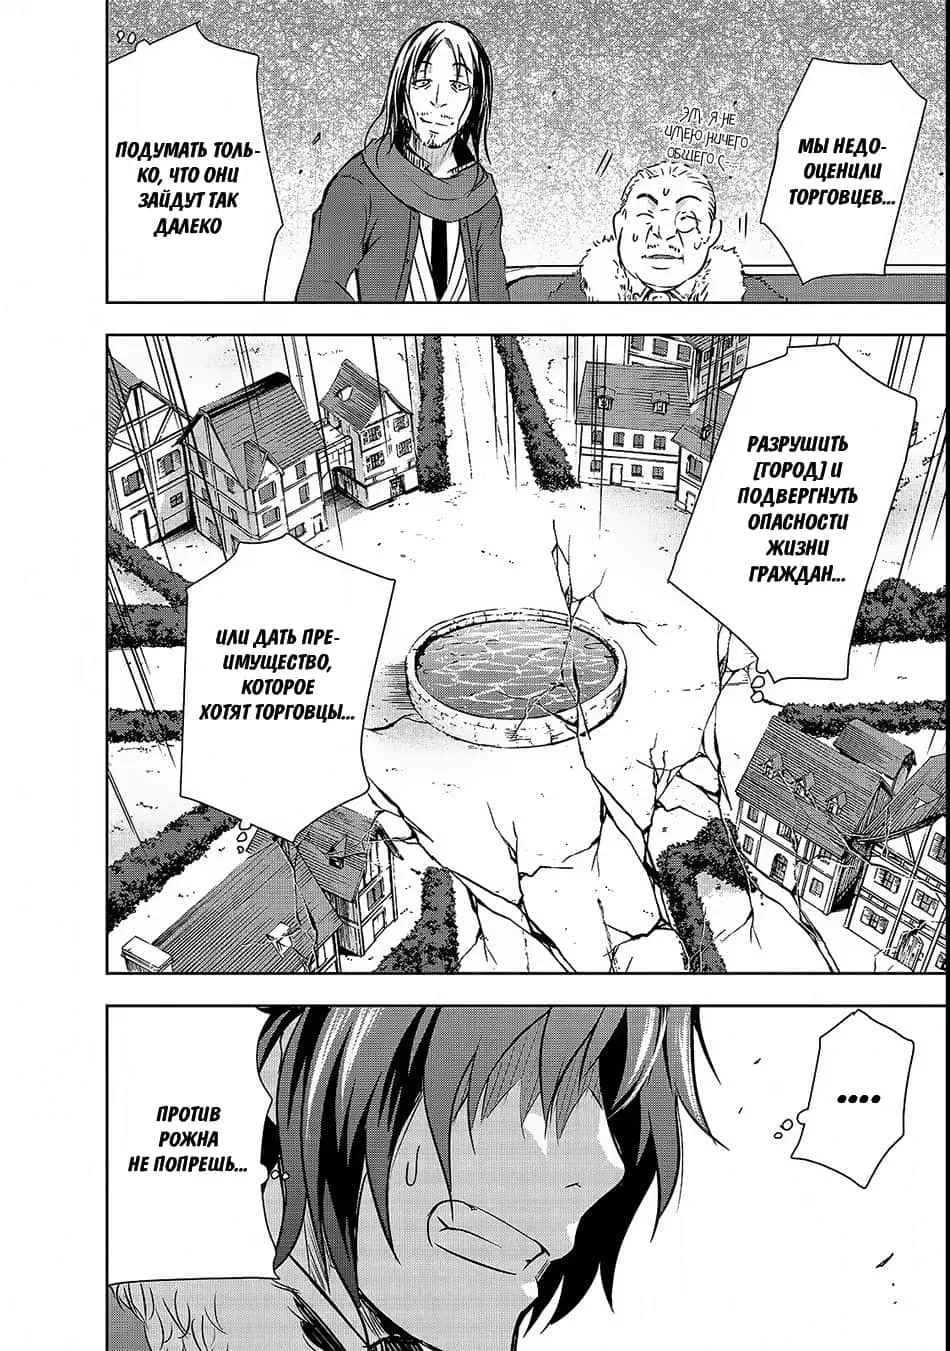 МЫ НЕДО-
ОЦЕНИЛИ
ТОРГОВЦЕВ...
ЭМ, Я НЕ
ИМЕЮ НИЧЕГО
ОБЩЕГО С...
ПОДУМАТЬ ТОЛЬ-
КО, ЧТО ОНИ
ЗАЙДУТ ТАК
ДАЛЕКО
90
РАЗРУШИТЬ
[ГОРОД] И
ПОДВЕРГНУТЬ
ОПАСНОСТИ
ЖИЗНИ
ГРАЖДАН...
ИЛИ ДАТЬ ПРЕ-
ИМУЩЕСТВО,
КОТОРОЕ
ХОТЯТ ТОРГОВЦЫ...
....
ПРОТИВ
РОЖНА
НЕ ПОПРЕШЬ...